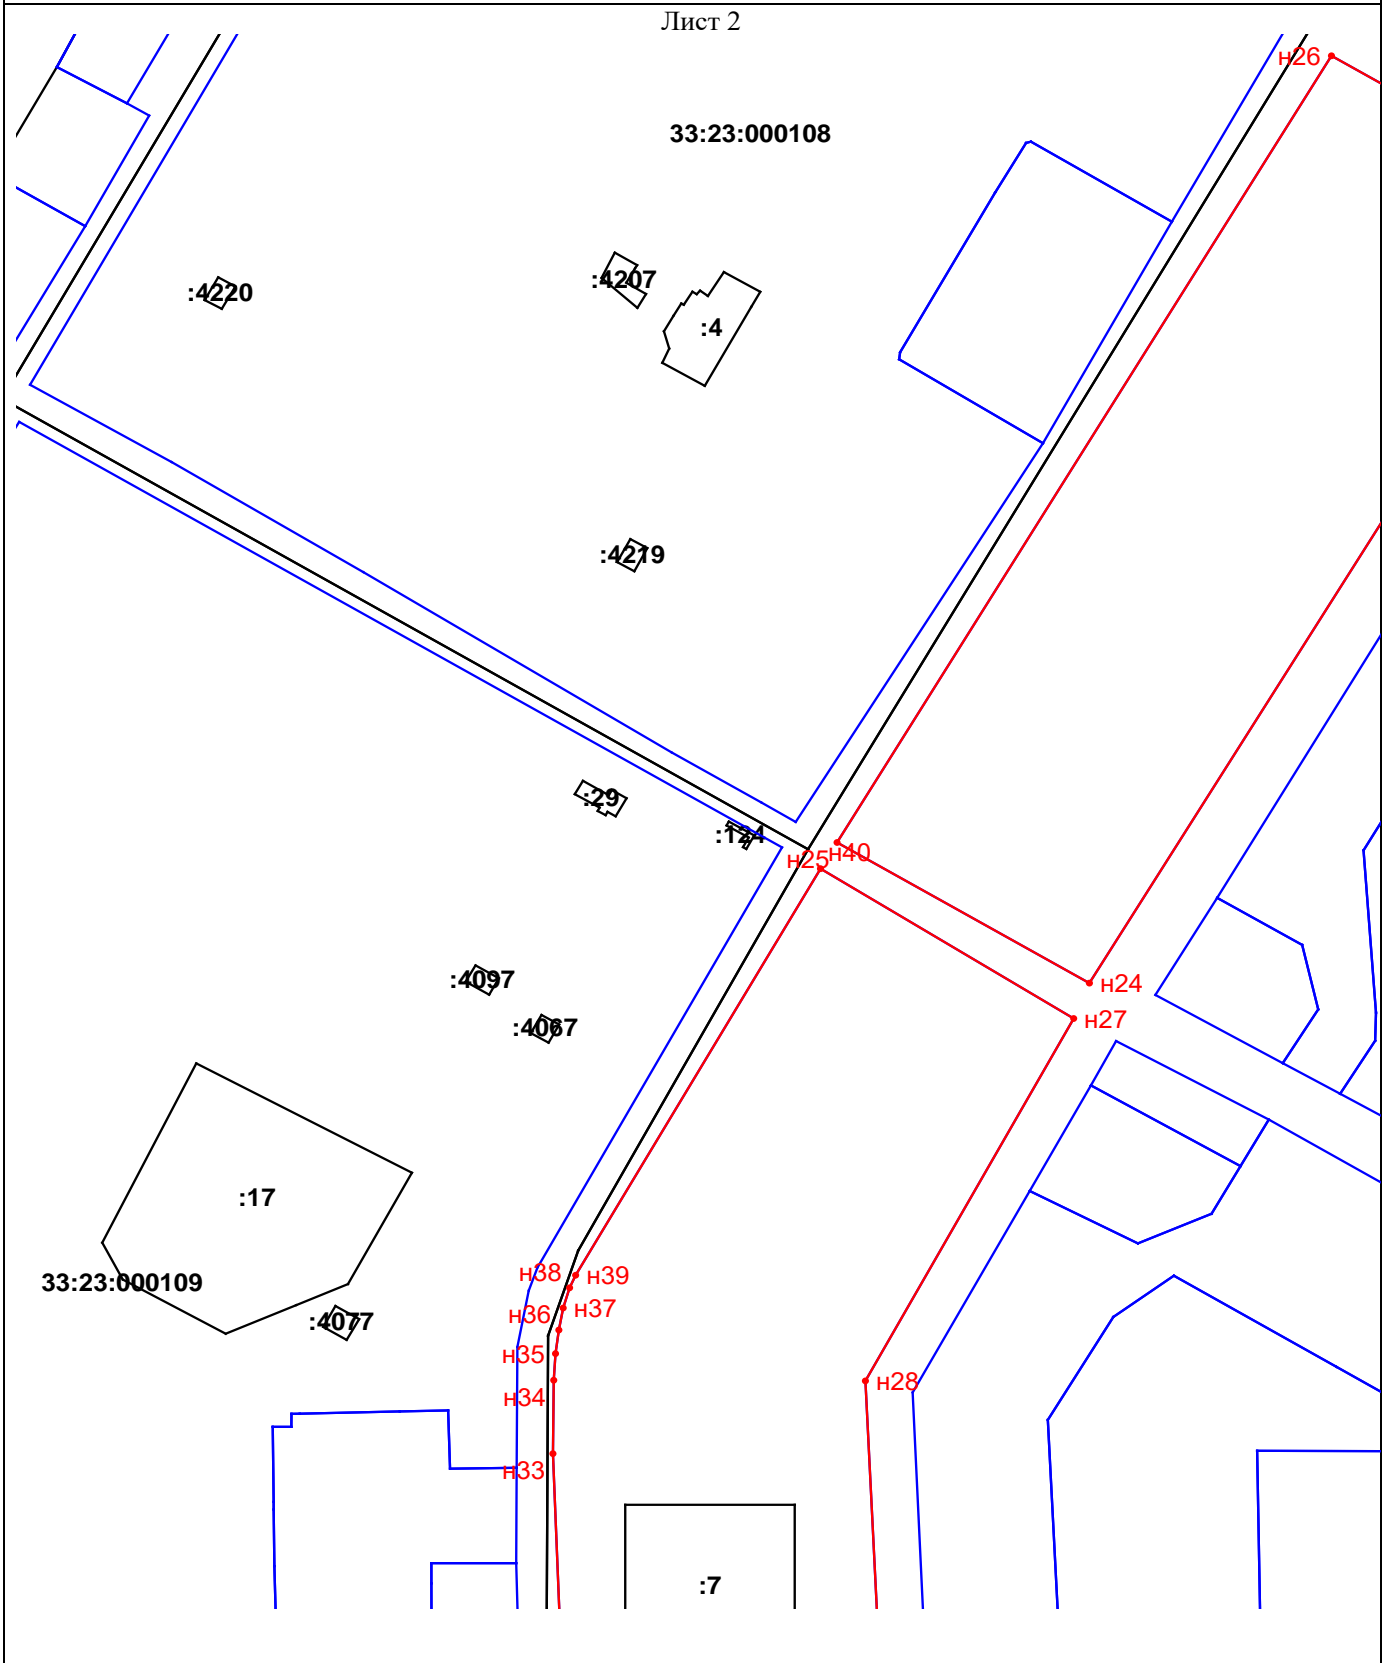 Лист 2
н26
33:23:000108
:4207
:4220
:4
:4219
:29
:124
н25
н40
:4097
н24
н27
:4067
:17
н38
н39
33:23:000109
н37
н36
:4077
н35
н28
н34
н33
:7